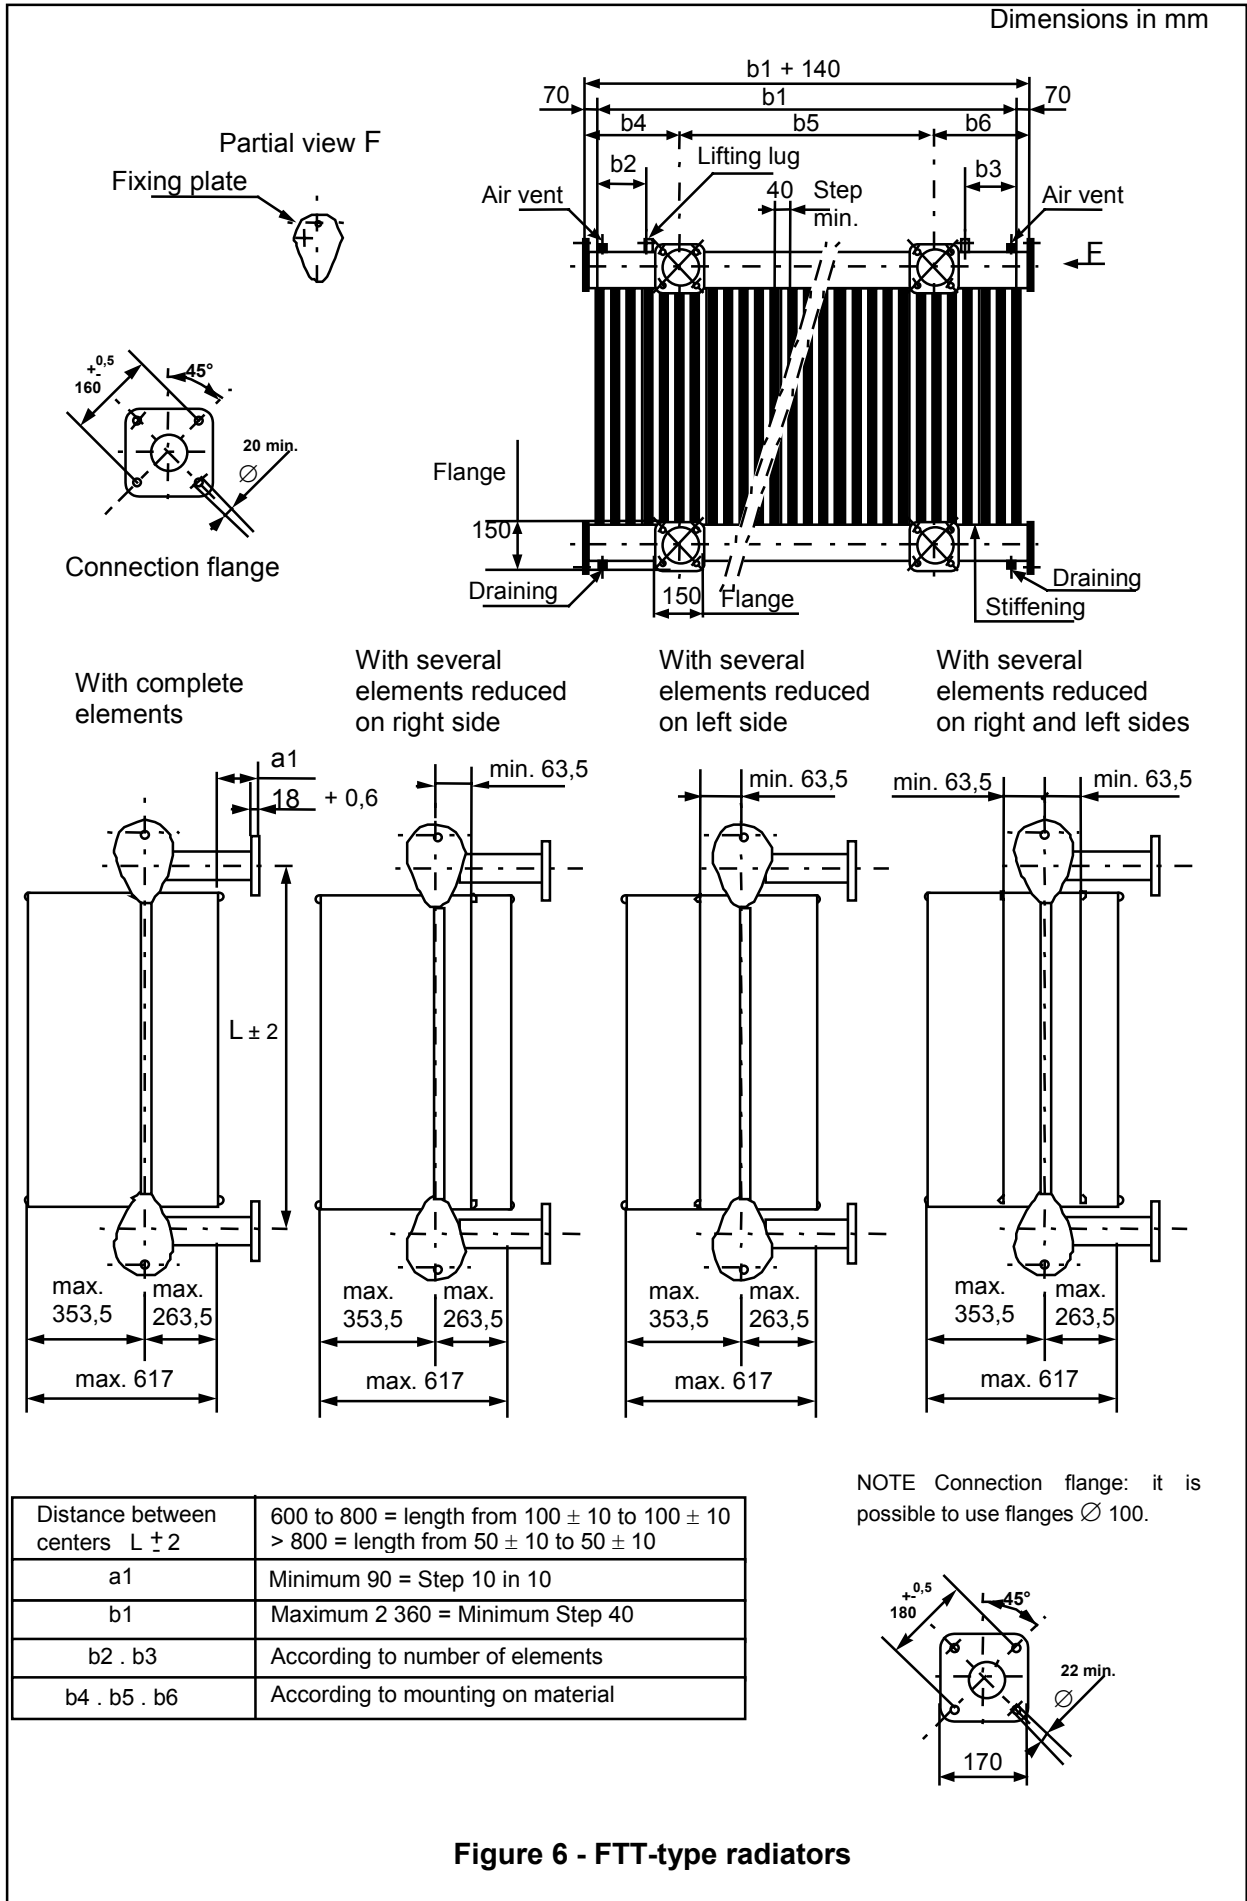 Dimensions in mm
b1 + 140
70
b1
70
b4
b5
b6
Partial view F
Fixing plate
b2
Lifting lug
b3
Air vent
40
Step
min.
Air vent
F
+ 0,5
-
160
45°
20 min.
∅
Connection flange
Flange
150
Draining
150
Flange
Draining
Stiffening
With complete
elements
With several
elements reduced
on right side
With several
elements reduced
on left side
With several
elements reduced
on right and left sides
a1
18 + 0,6
min. 63,5
min. 63,5
min. 63,5
min. 63,5
L ± 2
max.
353,5
max.
263,5
max. 617
max.
353,5
max.
263,5
max. 617
max.
353,5
max.
263,5
max. 617
max.
353,5
max.
263,5
max. 617
Distance between
centers L ± 2
600 to 800 = length from 100 ± 10 to 100 ± 10
> 800 = length from 50 ± 10 to 50 ± 10
a1
Minimum 90 = Step 10 in 10
b1
Maximum 2 360 = Minimum Step 40
b2 . b3
According to number of elements
b4 . b5 . b6
According to mounting on material
NOTE Connection flange: it is
possible to use flanges ∅ 100.
+ 0,5
-
180
45°
22 min.
∅
170
Figure 6 - FTT-type radiators